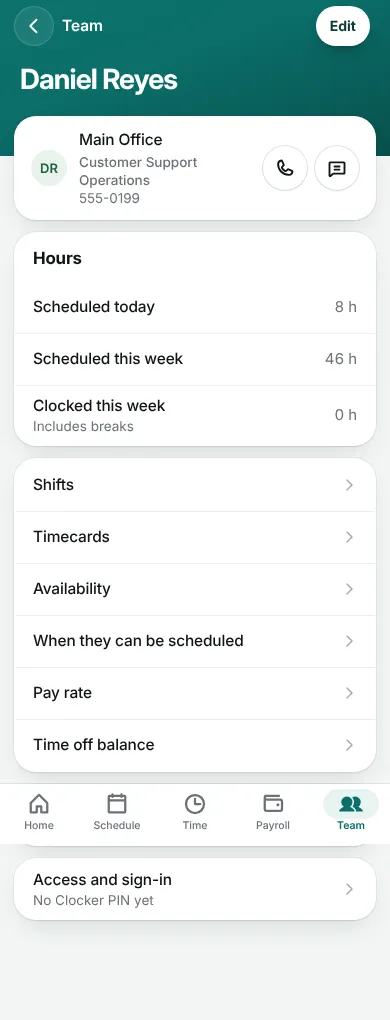 Team
Edit
Daniel Reyes
DR
Main Office
Customer Support
Operations
555-0199
Hours
Scheduled today
8 h
Scheduled this week
46 h
Clocked this week
Includes breaks
0 h
Shifts
Timecards
Availability
When they can be scheduled
Pay rate
Time off balance
Home
Schedule
Time
Payroll
Team
Access and sign-in
No Clocker PIN yet